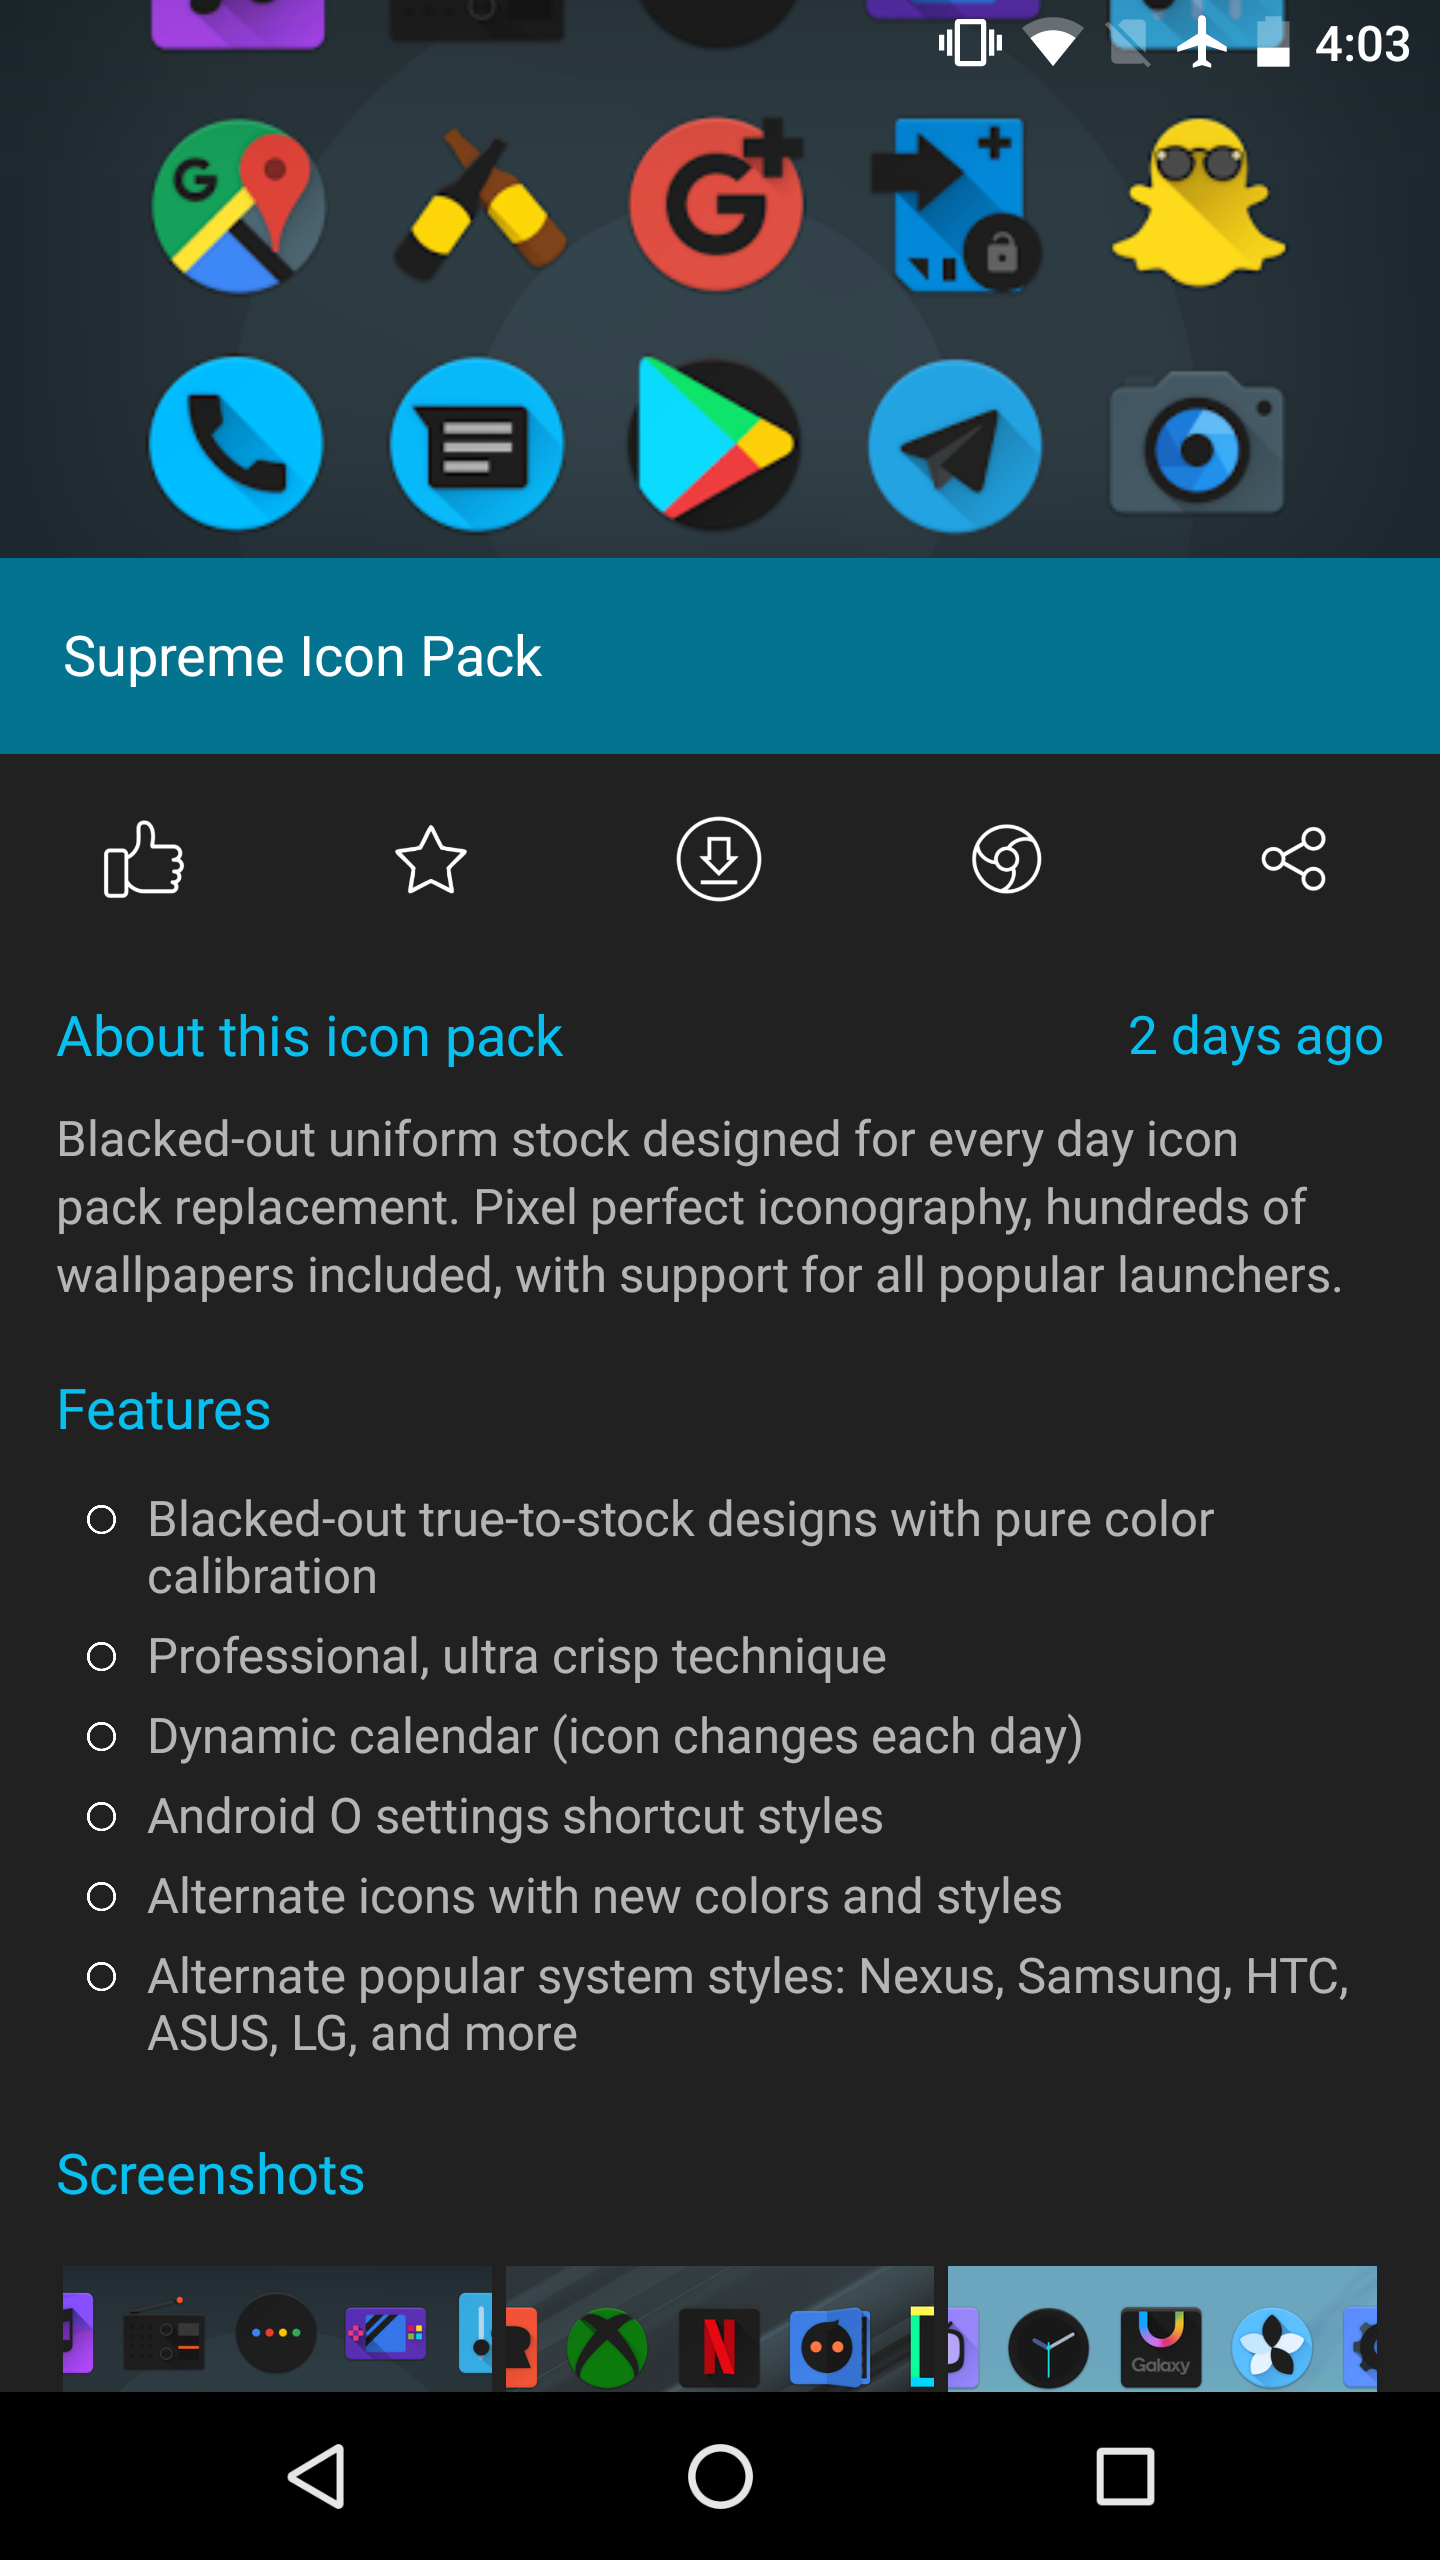 4:03
Supreme Icon Pack
About this icon pack
2 days ago
Blacked-out uniform stock designed for every day icon
pack replacement. Pixel perfect iconography, hundreds of
wallpapers included, with support for all popular launchers.
Features
Blacked-out true-to-stock designs with pure color
calibration
Professional, ultra crisp technique
Dynamic calendar (icon changes each day)
Android O settings shortcut styles
Alternate icons with new colors and styles
Alternate popular system styles: Nexus, Samsung, HTC,
ASUS, LG, and more
Screenshots
Galaxy